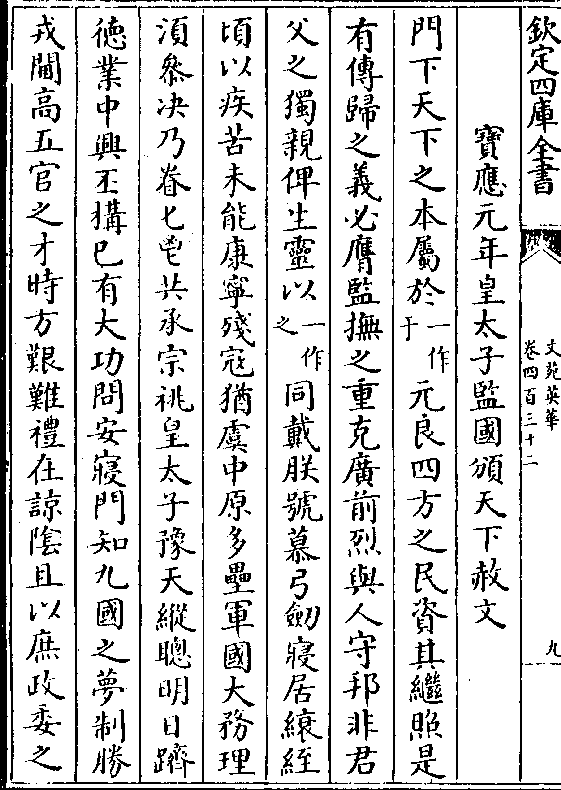 欽定四庫全書
文苑英華
卷四百三十二
九
寶應元年皇太子監國頒天下赦文
門下天下之本屬於一作于元良四方之民資其繼照是
有傳歸之義必膺監撫之重克廣前烈與人守邦非君
父之獨親俾生靈以一作之同戴朕號慕弓劒寢居縗絰
頃以疾苦未能康寧殘寇猶虞中原多壘軍國大務理
須叅決乃眷七鬯共承宗祧皇太子豫天縱聰明日躋
徳業中興丕搆已有大功問安寢門知九國之夢制勝
戎閫高五官之才時方艱難禮在諒陰且以庶政委之